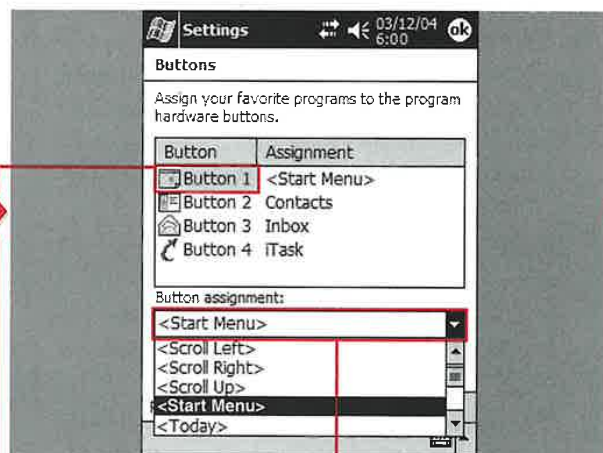 Settings 03/12/04
6:00 ok
Buttons
Assign your favorite programs to the program
hardware buttons.
Button Assignment
Button 1 <Start Menu>
Button 2 Contacts
Button 3 Inbox
Button 4 iTask
Button assignment:
<Start Menu>
<Scroll Left>
<Scroll Right>
<Scroll Up>
<Start Menu>
<Today>